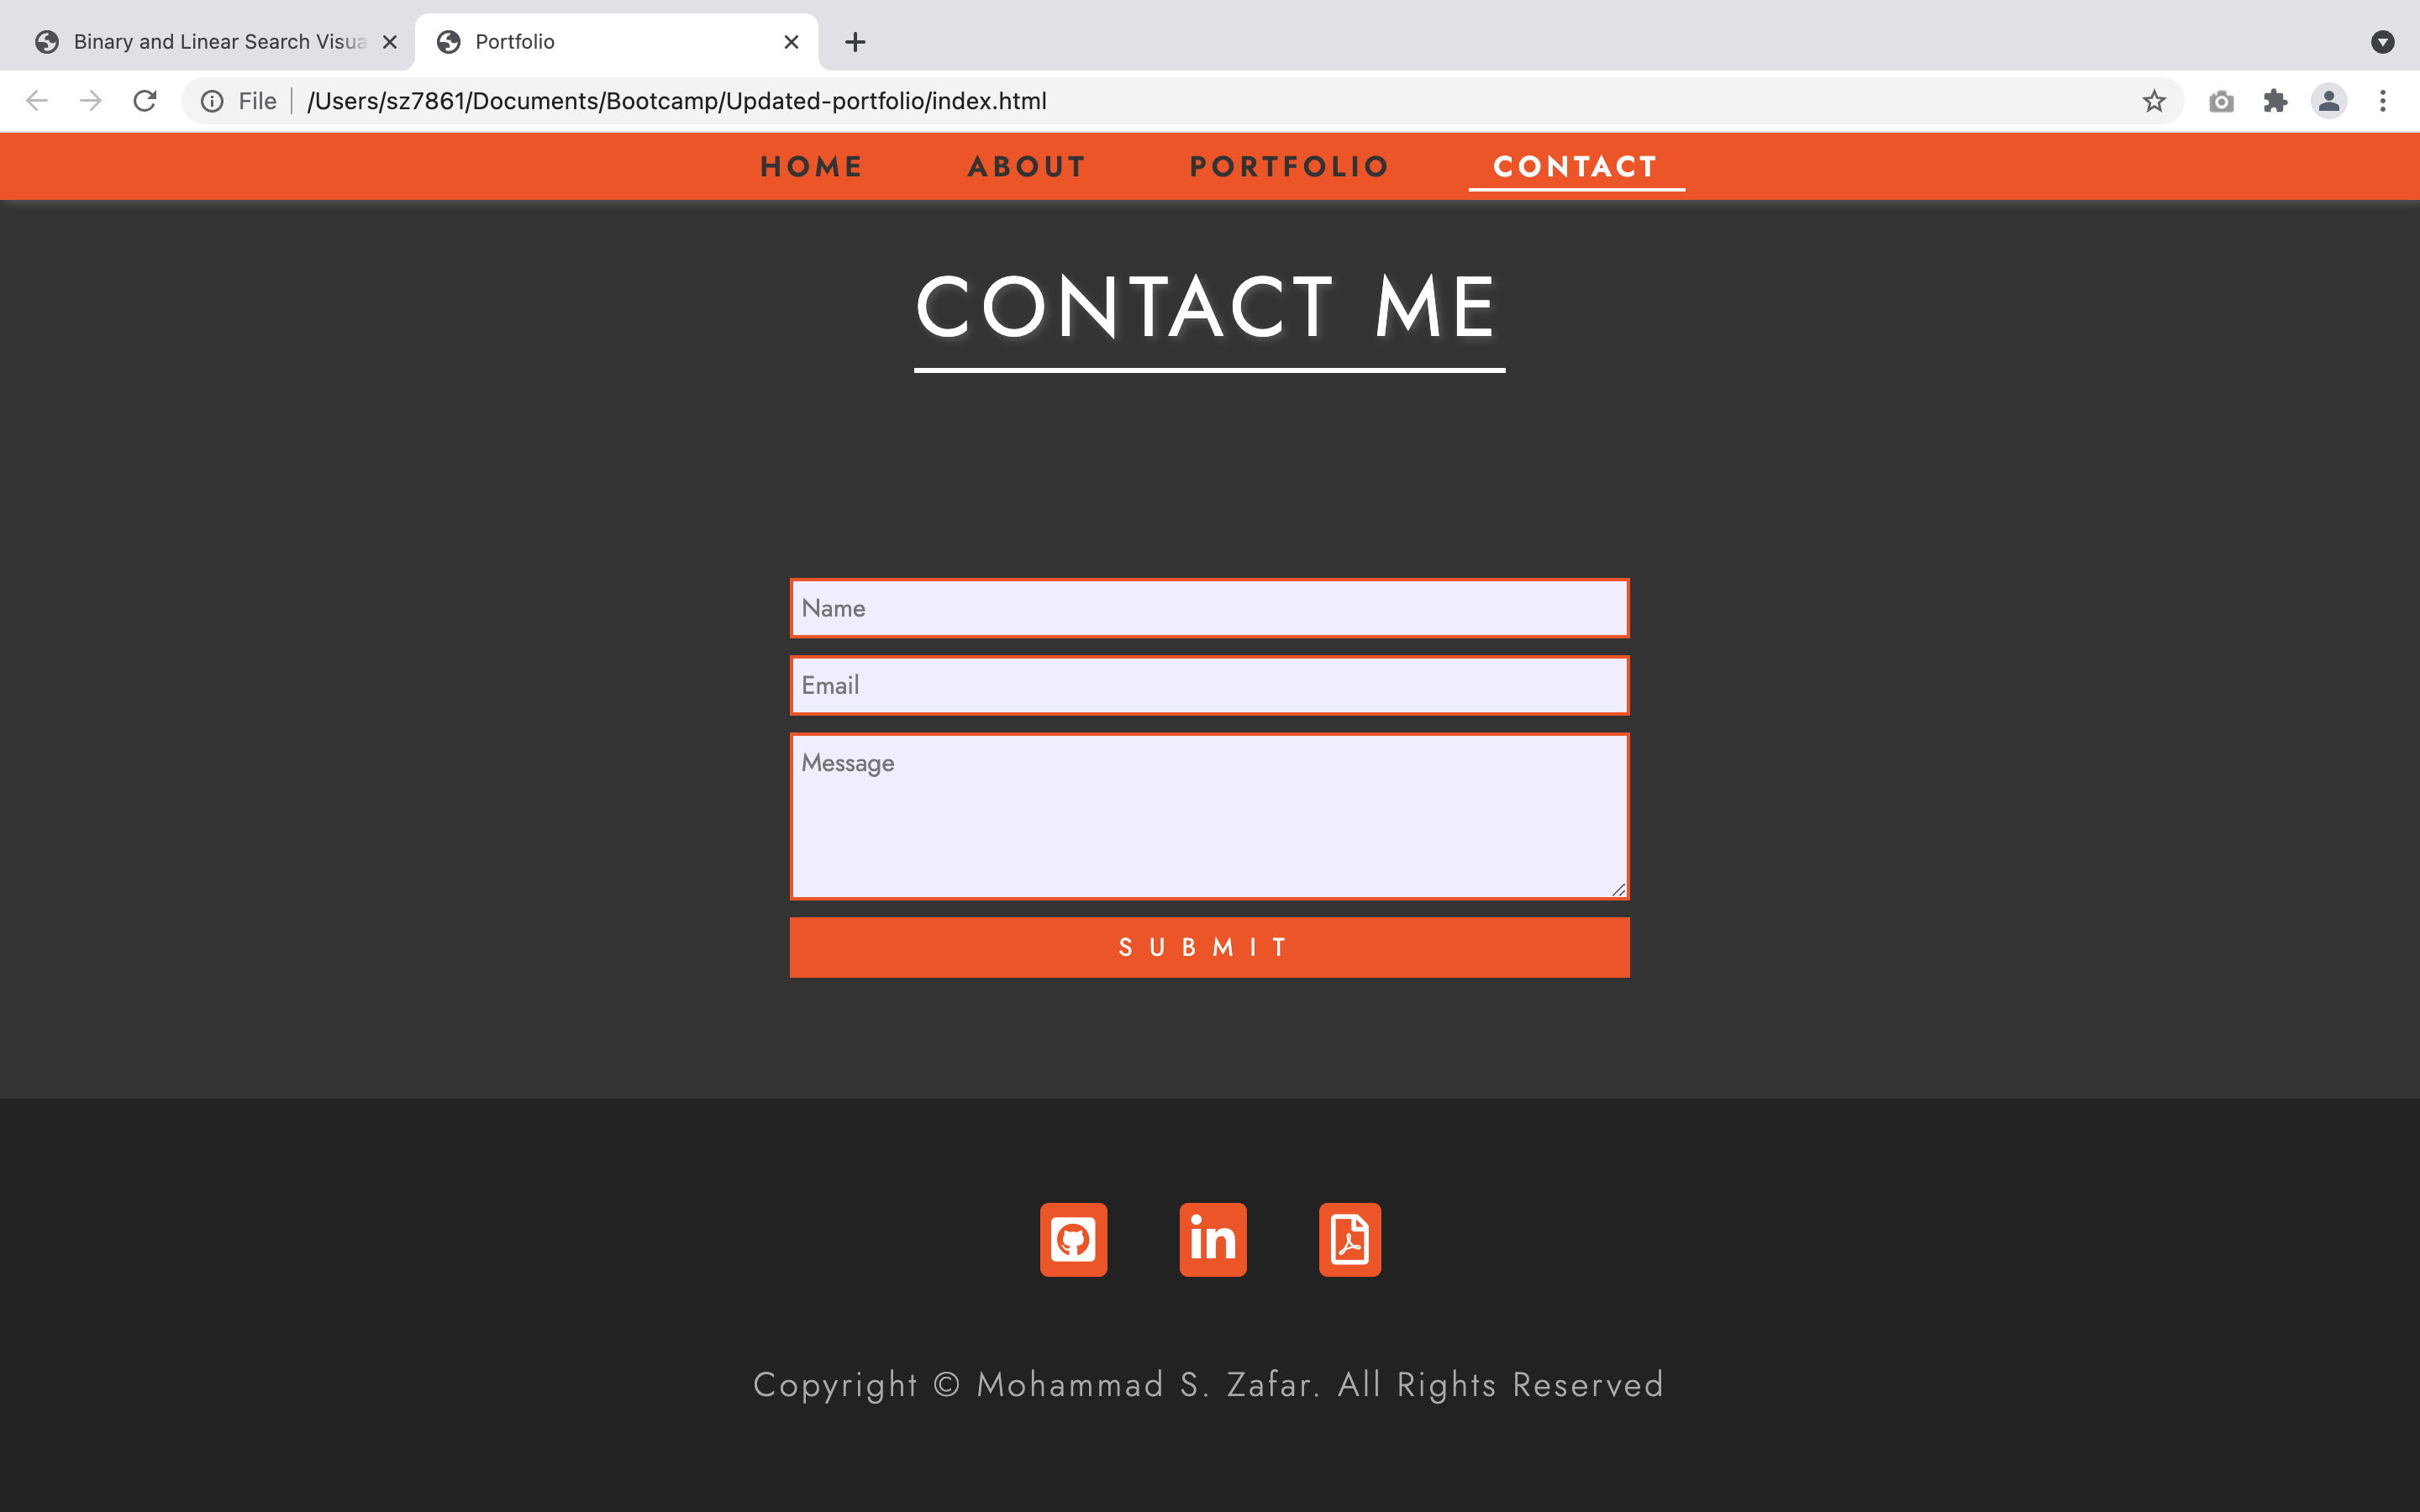 Binary and Linear Search Visua
Portfolio
File /Users/sz7861/Documents/Bootcamp/Updated-portfolio/index.html
HOME ABOUT PORTFOLIO CONTACT
CONTACT ME
Name
Email
Message
SUBMIT
in
Copyright © Mohammad S. Zafar. All Rights Reserved